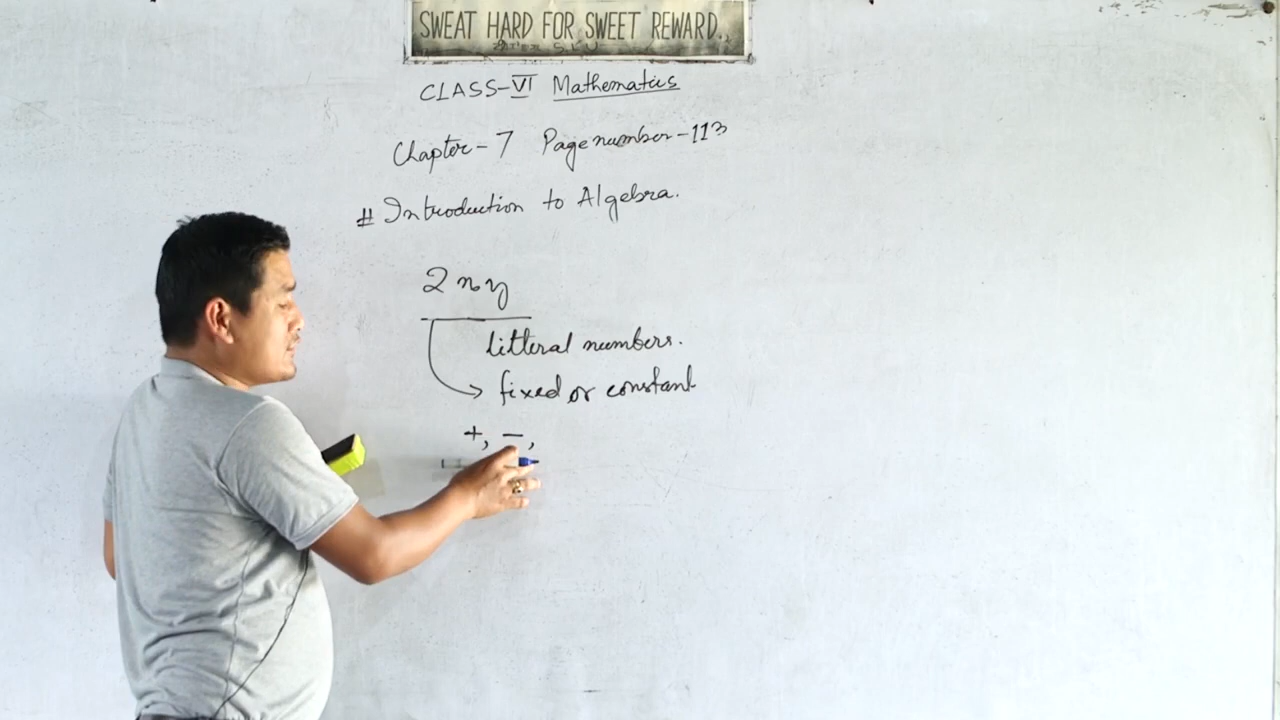 SWEAT HARD FOR SWEET REWARD.
CLASS-VI Mathematics
Chapter-7 Page number-113
# Introduction to Algebra.
2xy
litteral numbers.
fixed or constant
+, -,